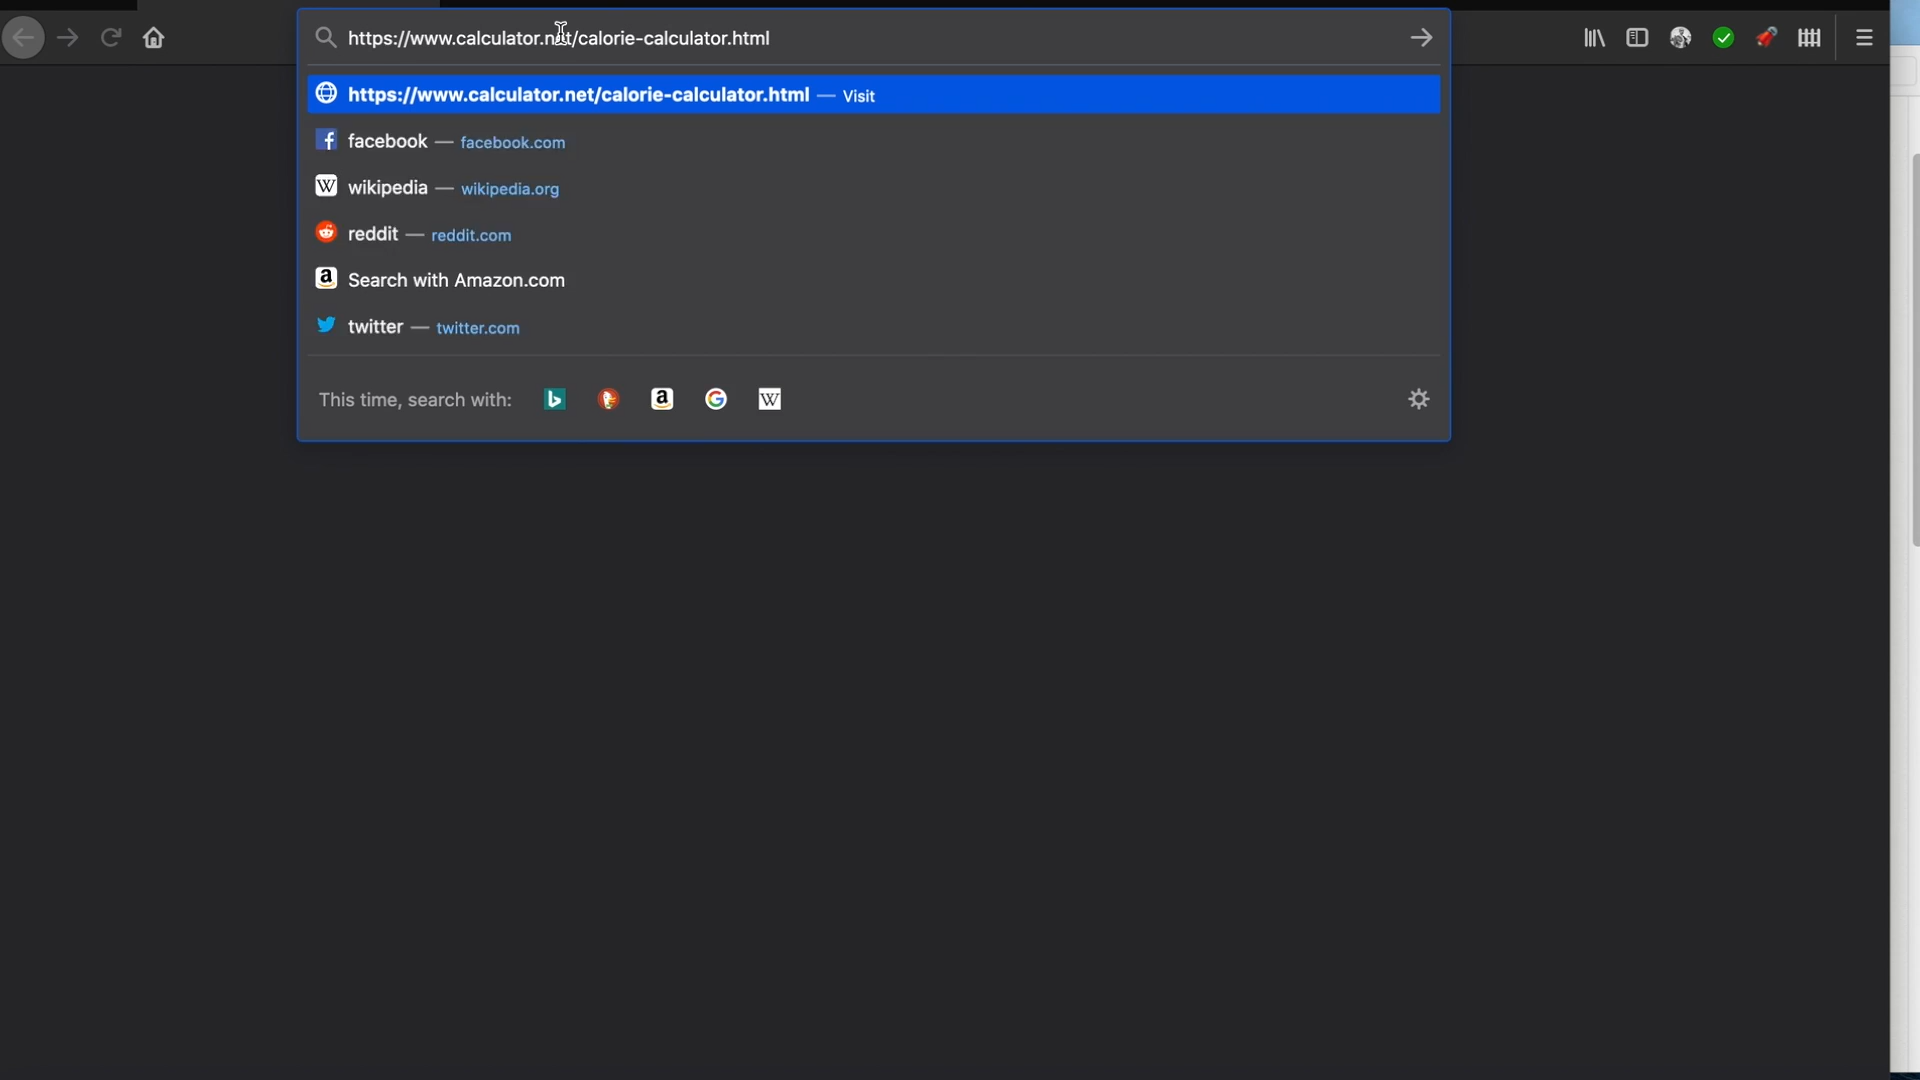 https://www.calculator.net/calorie-calculator.html
https://www.calculator.net/calorie-calculator.html — Visit
facebook — facebook.com
wikipedia — wikipedia.org
reddit — reddit.com
Search with Amazon.com
twitter — twitter.com
This time, search with: